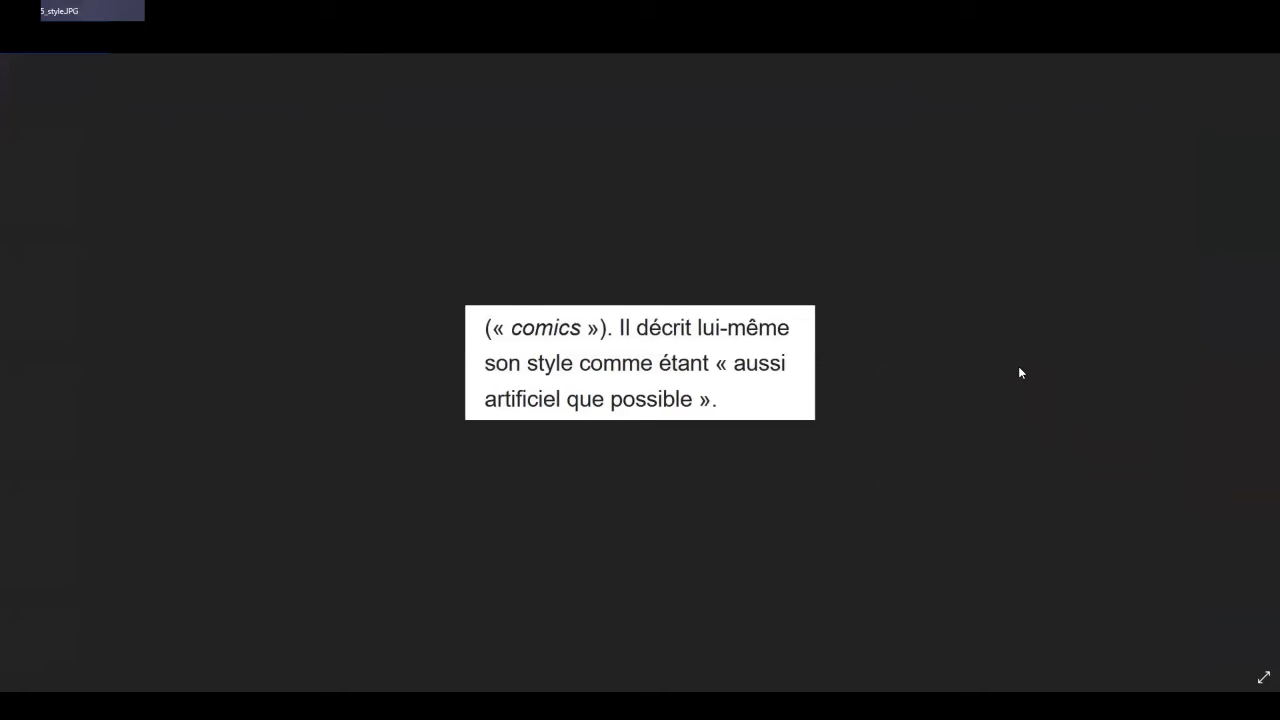 5_style.JPG
(« comics »). Il décrit lui-même
son style comme étant « aussi
artificiel que possible ».